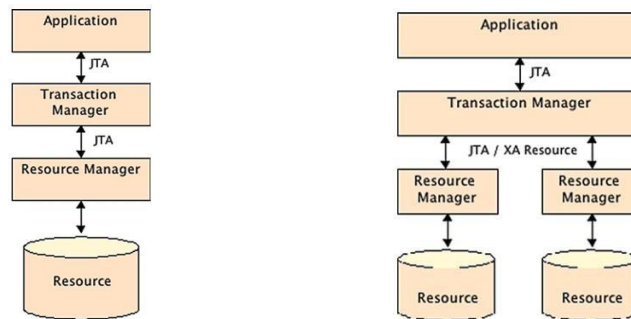 Application
JTA
Transaction
Manager
JTA
Resource Manager
Resource
Application
JTA
Transaction Manager
JTA / XA Resource
Resource
Manager
Resource
Manager
Resource
Resource